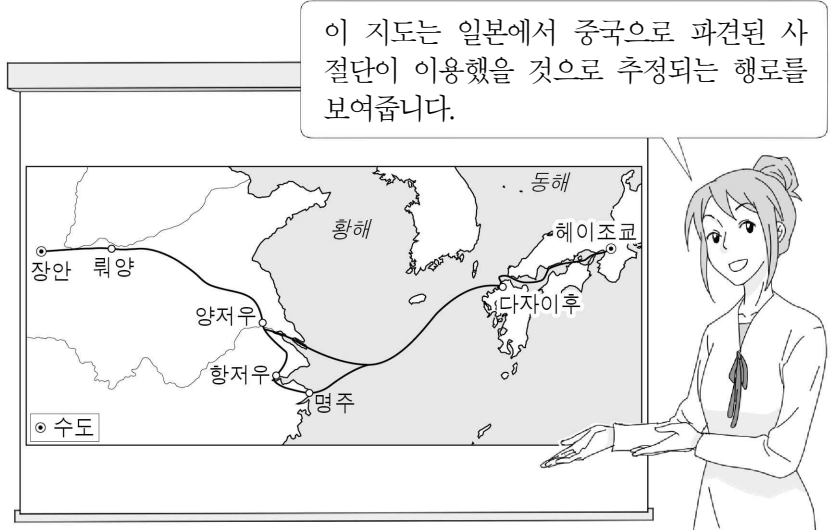 이 지도는 일본에서 중국으로 파견된 사
절단이 이용했을 것으로 추정되는 행로를
보여줍니다.
동해
황해
헤이조쿄
장안
뤄양
다자이후
양저우
항저우
명주
수도